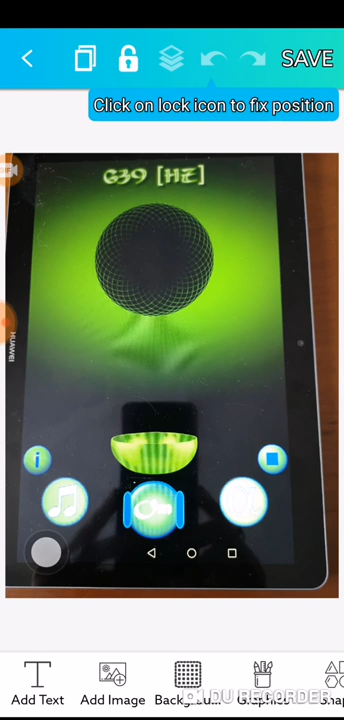 SAVE
Click on lock icon to fix position
639 [HZ]
HUAWEI
i
Add Text
Add Image
Backgrou...
Graphics
Shap
DU RECORDER